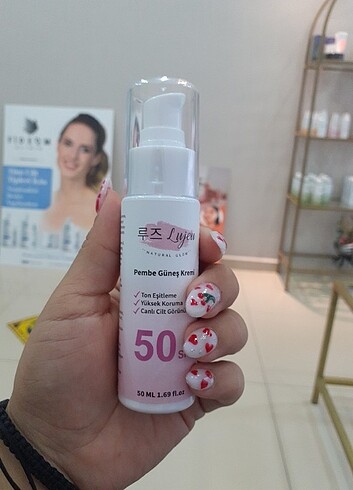 루즈 Lujen
NATURAL GLOW
Pembe Güneş Kremi
✓ Ton Eşitleme
✓ Yüksek Koruma
✓ Canlı Cilt Görünü
50
50 ML 1.69 fl.oz